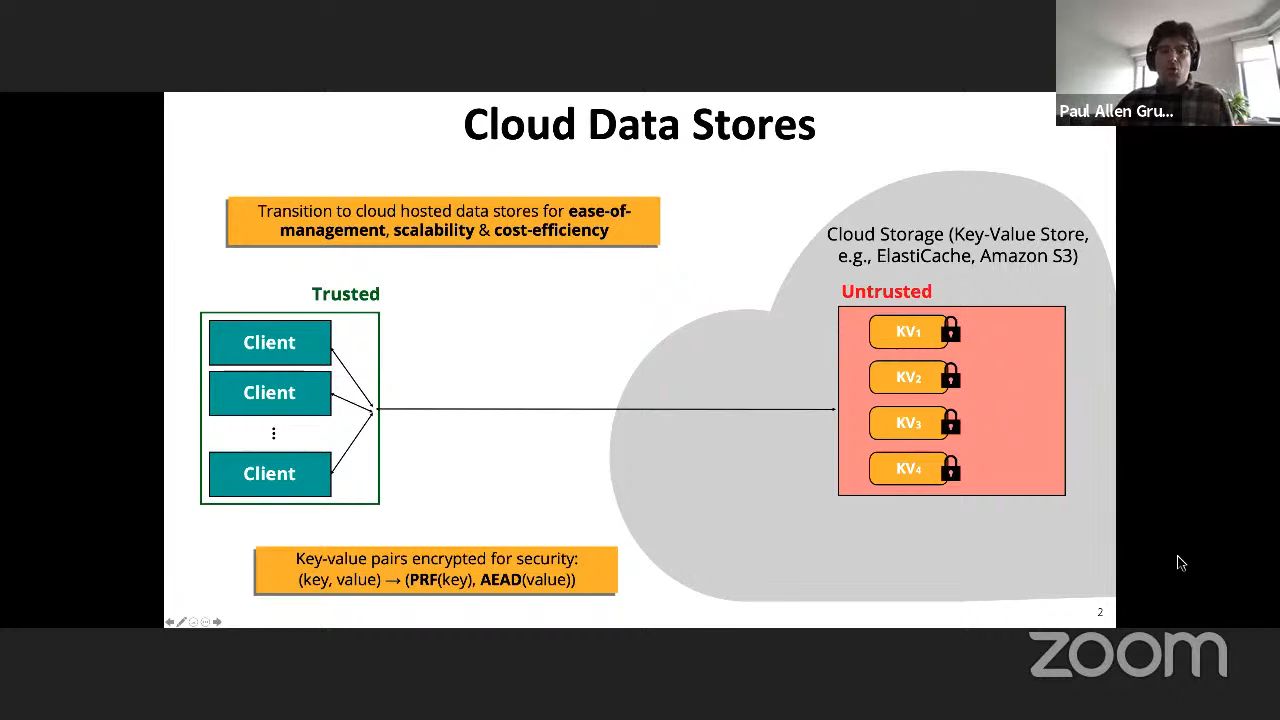 Paul Allen Gru...
Cloud Data Stores
Transition to cloud hosted data stores for ease-of-
management, scalability & cost-efficiency
Cloud Storage (Key-Value Store,
e.g., ElastiCache, Amazon S3)
Trusted
Untrusted
Client
Client
⋮
Client
KV₁
KV₂
KV₃
KV₄
Key-value pairs encrypted for security:
(key, value) → (PRF(key), AEAD(value))
2
zoom